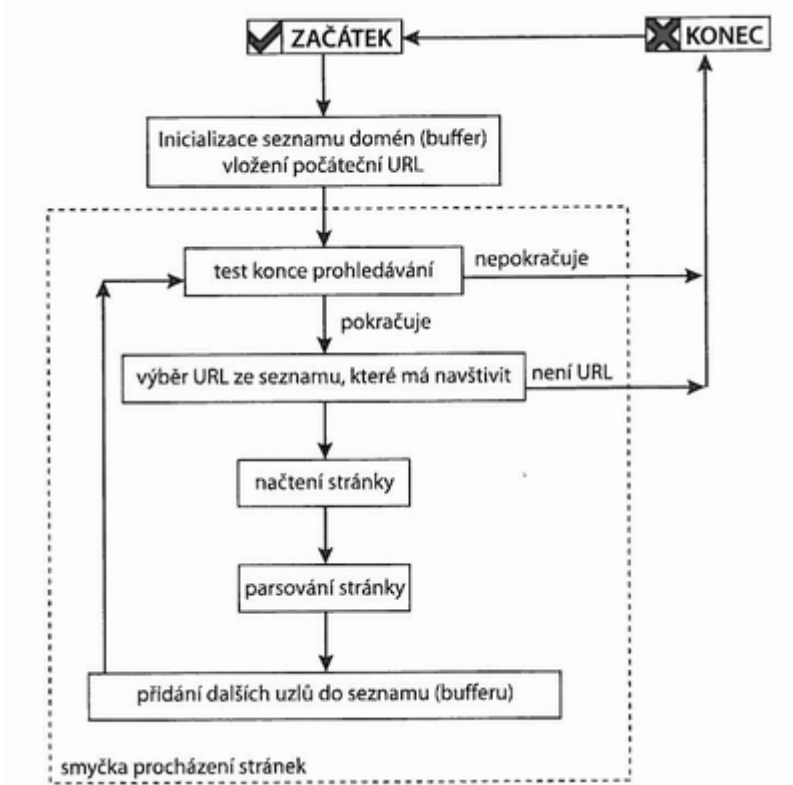 ZAČÁTEK
KONEC
Inicializace seznamu domén (buffer)
vložení počáteční URL
test konce prohledávání
nepokračuje
pokračuje
výběr URL ze seznamu, které má navštivit
není URL
načtení stránky
parsování stránky
přidání dalších uzlů do seznamu (bufferu)
smyčka procházení stránek